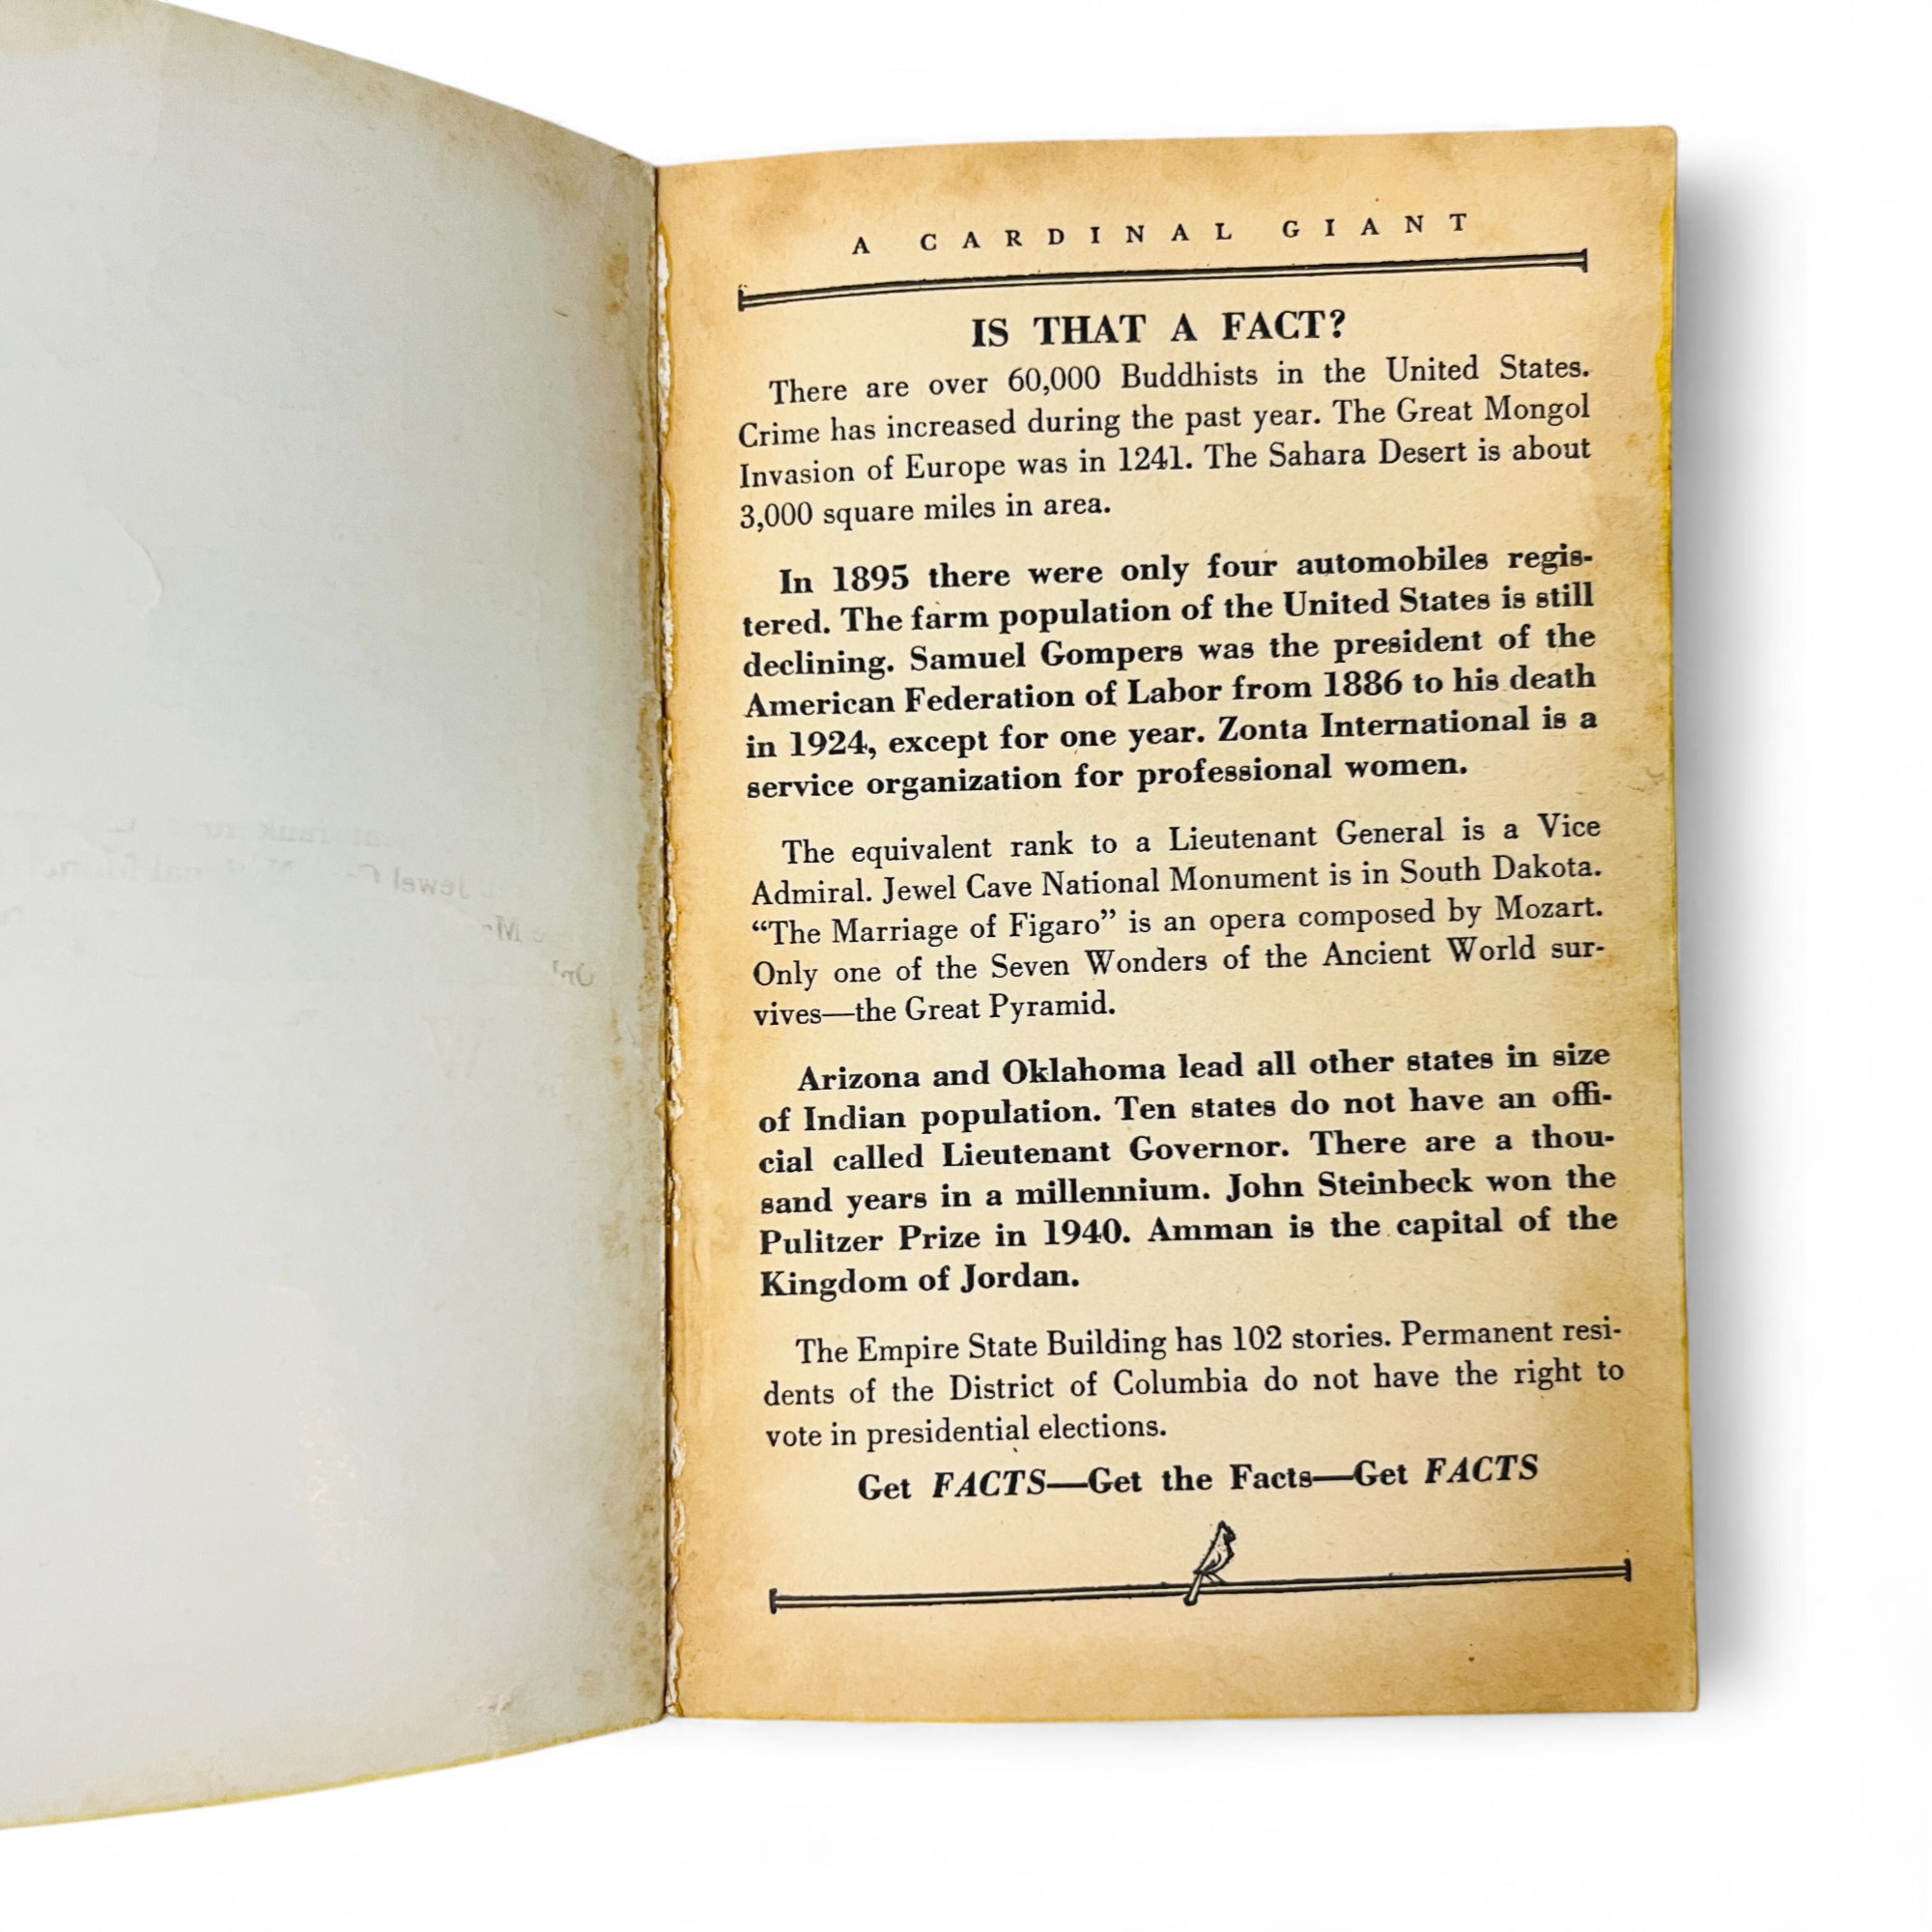 A CARDINAL GIANT
IS THAT A FACT?
There are over 60,000 Buddhists in the United States.
Crime has increased during the past year. The Great Mongol
Invasion of Europe was in 1241. The Sahara Desert is about
3,000 square miles in area.
In 1895 there were only four automobiles regis-
tered. The farm population of the United States is still
declining. Samuel Gompers was the president of the
American Federation of Labor from 1886 to his death
in 1924, except for one year. Zonta International is a
service organization for professional women.
The equivalent rank to a Lieutenant General is a Vice
Admiral. Jewel Cave National Monument is in South Dakota.
“The Marriage of Figaro” is an opera composed by Mozart.
Only one of the Seven Wonders of the Ancient World sur-
vives—the Great Pyramid.
Arizona and Oklahoma lead all other states in size
of Indian population. Ten states do not have an offi-
cial called Lieutenant Governor. There are a thou-
sand years in a millennium. John Steinbeck won the
Pulitzer Prize in 1940. Amman is the capital of the
Kingdom of Jordan.
The Empire State Building has 102 stories. Permanent resi-
dents of the District of Columbia do not have the right to
vote in presidential elections.
Get FACTS—Get the Facts—Get FACTS